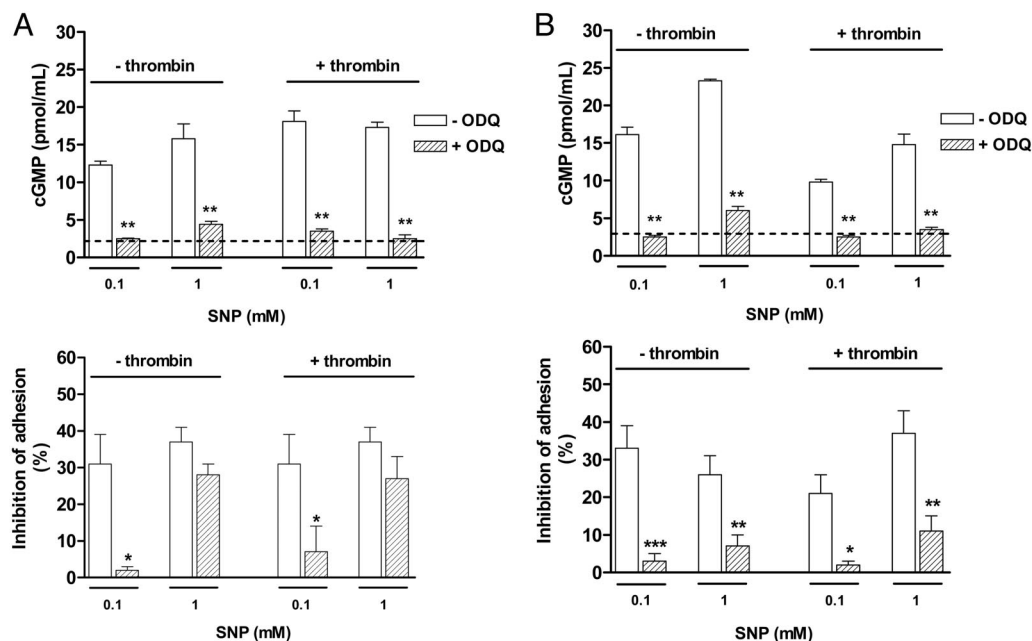 A
30
- thrombin
+ thrombin
25
20
15
10
5
0
cGMP (pmol/mL)
- ODQ
+ ODQ
** ** ** **
0.1 1 0.1 1
SNP (mM)
60
- thrombin
+ thrombin
50
40
30
20
10
0
Inhibition of adhesion
(%)
* *
0.1 1 0.1 1
SNP (mM)
B
30
- thrombin
+ thrombin
25
20
15
10
5
0
cGMP (pmol/mL)
- ODQ
+ ODQ
** ** ** **
0.1 1 0.1 1
SNP (mM)
60
- thrombin
+ thrombin
50
40
30
20
10
0
Inhibition of adhesion
(%)
*** ** * **
0.1 1 0.1 1
SNP (mM)